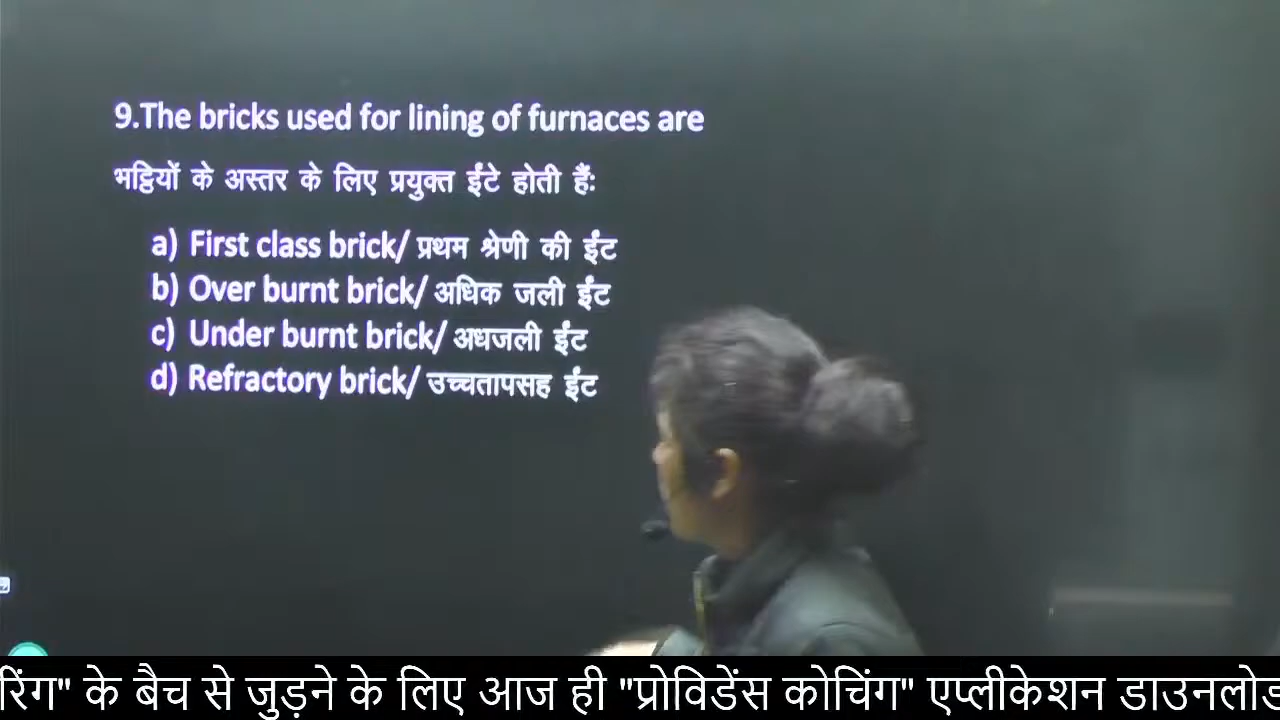 9.The bricks used for lining of furnaces are
भट्ठियों के अस्तर के लिए प्रयुक्त ईंटे होती हैंः
a) First class brick/ प्रथम श्रेणी की ईंट
b) Over burnt brick/ अधिक जली ईंट
c) Under burnt brick/ अधजली ईंट
d) Refractory brick/ उच्चतापसह ईंट
रिंग" के बैच से जुड़ने के लिए आज ही "प्रोविडेंस कोचिंग" एप्लीकेशन डाउनलोड